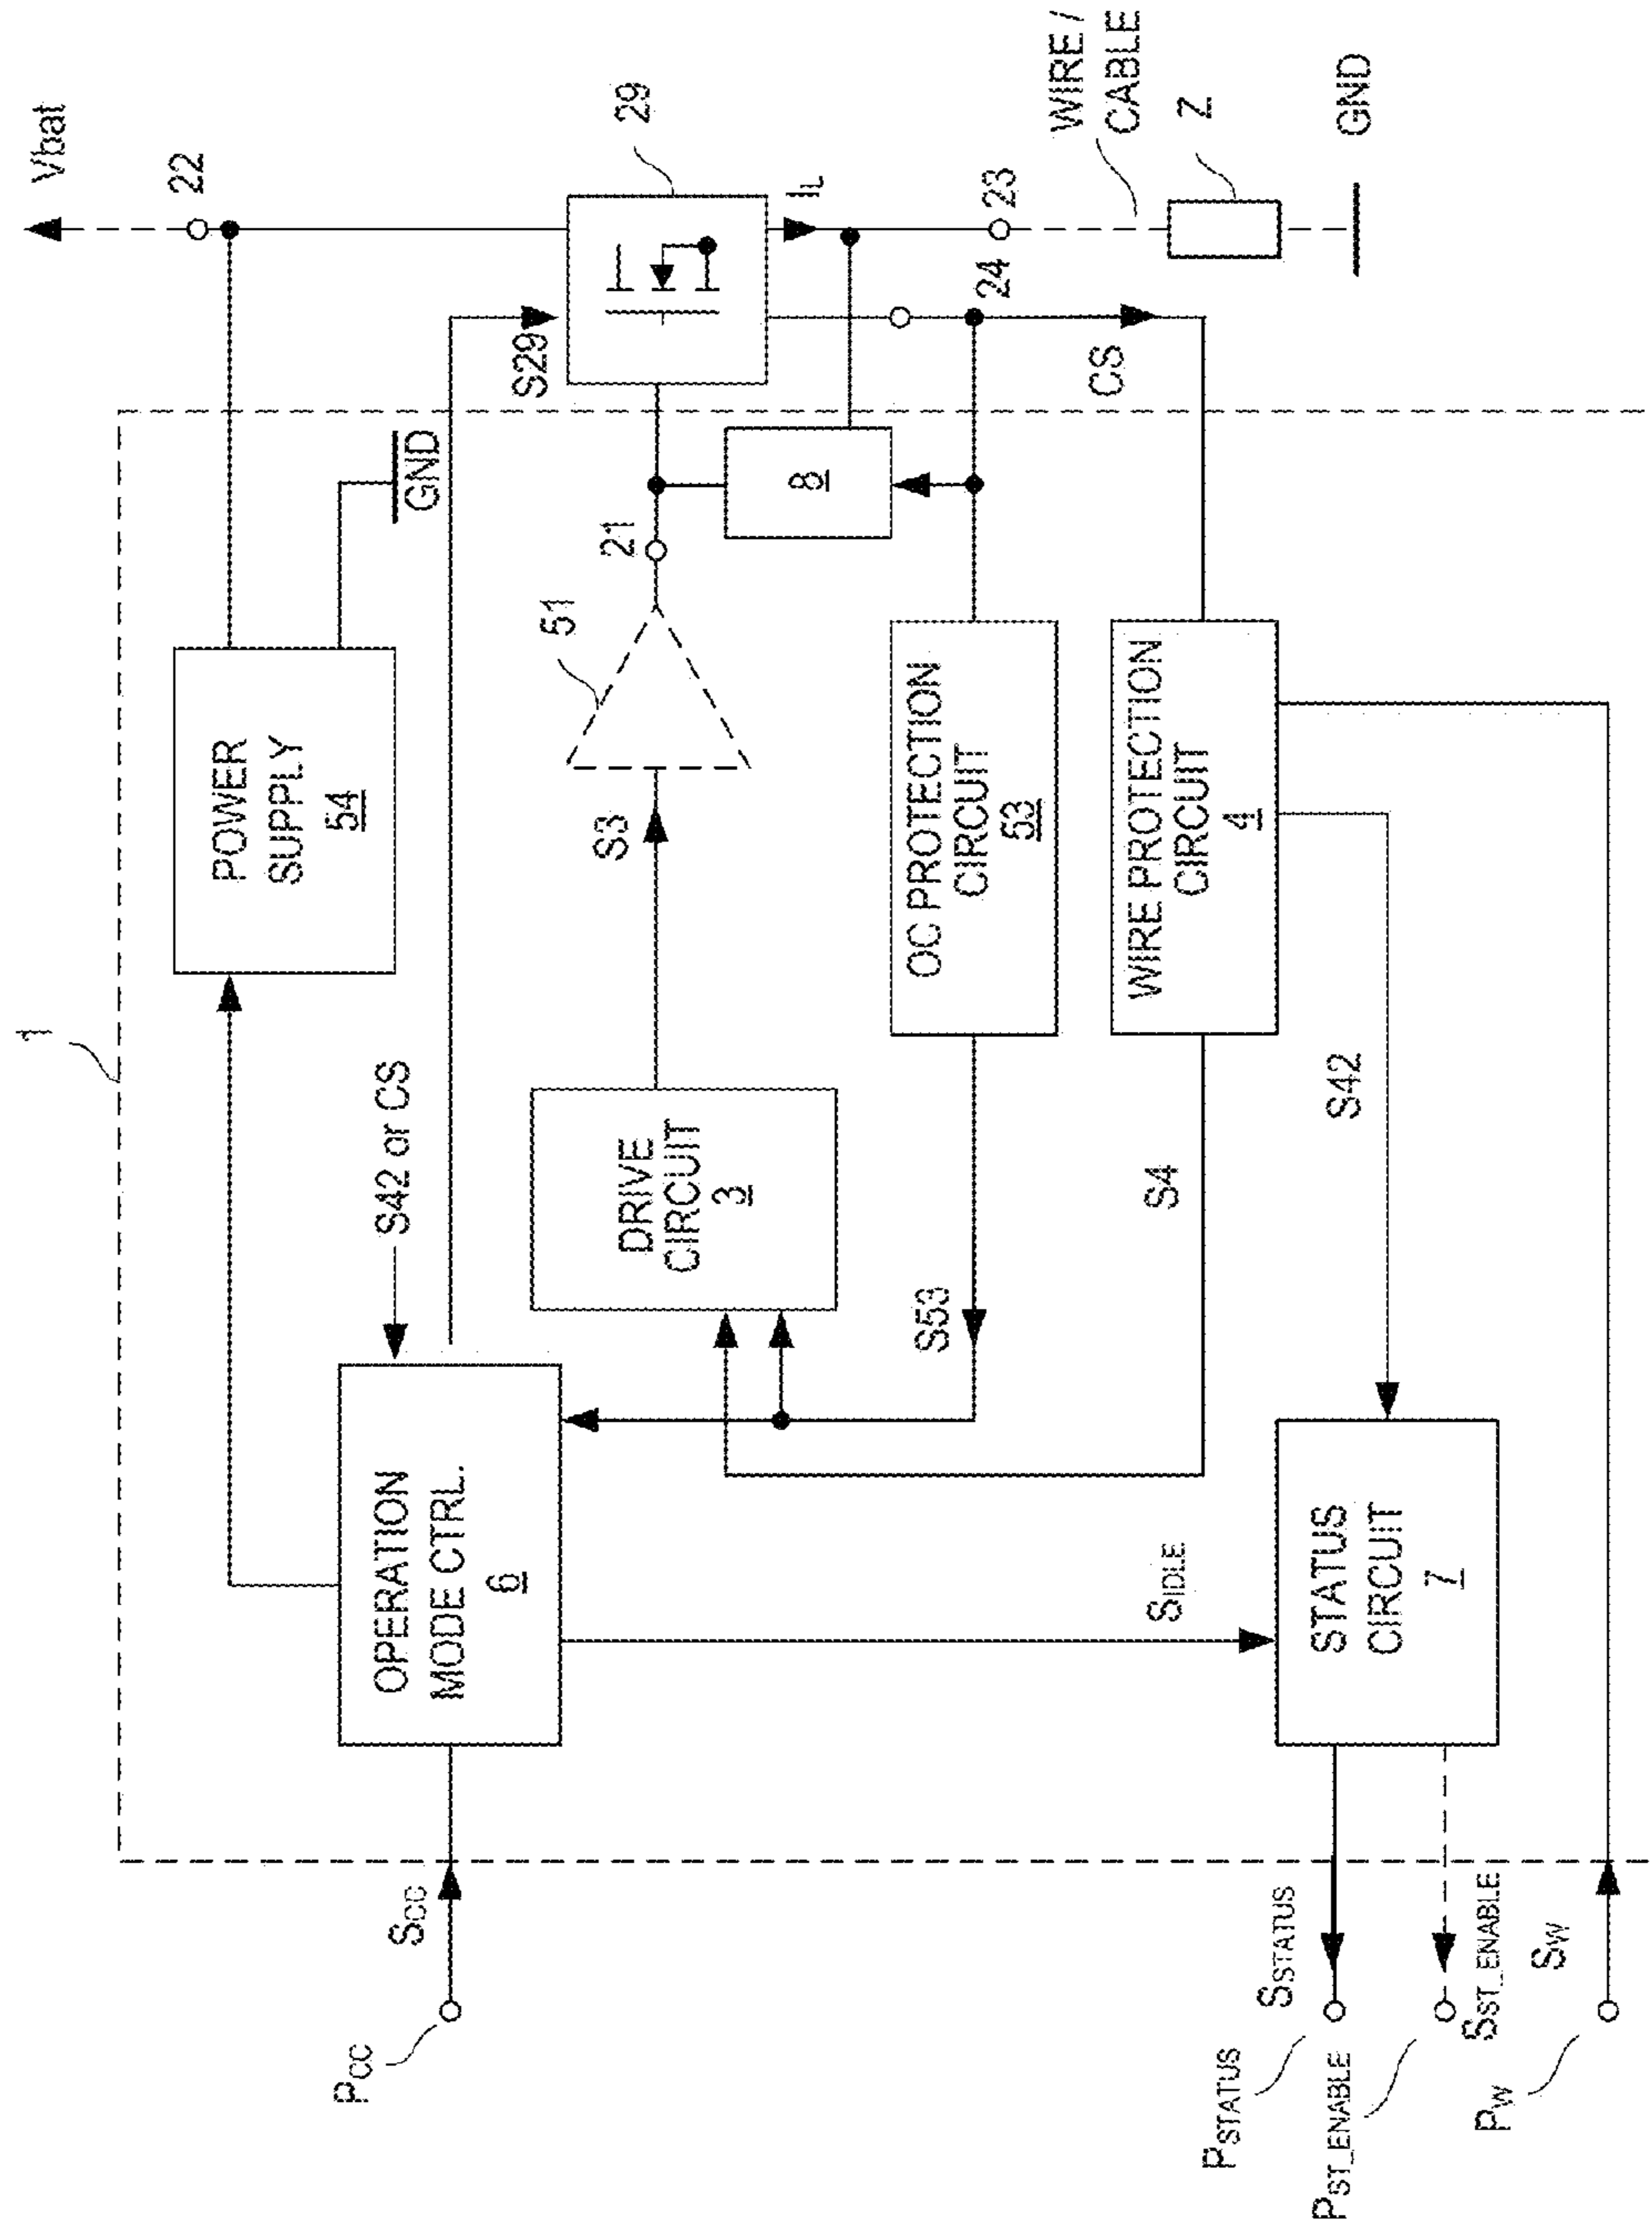 1
Vbat
22
POWER
SUPPLY
54
GND
S42 or CS
S29
29
OPERATION
MODE CTRL.
6
SCC
PCC
DRIVE
CIRCUIT
3
S3
51
21
8
IL
23
24
WIRE /
CABLE
Z
GND
CS
OC PROTECTION
CIRCUIT
53
S53
WIRE PROTECTION
CIRCUIT
4
S4
S42
SIDLE
STATUS
CIRCUIT
7
SSTATUS
PSTATUS
SST_ENABLE
PST_ENABLE
SW
PW